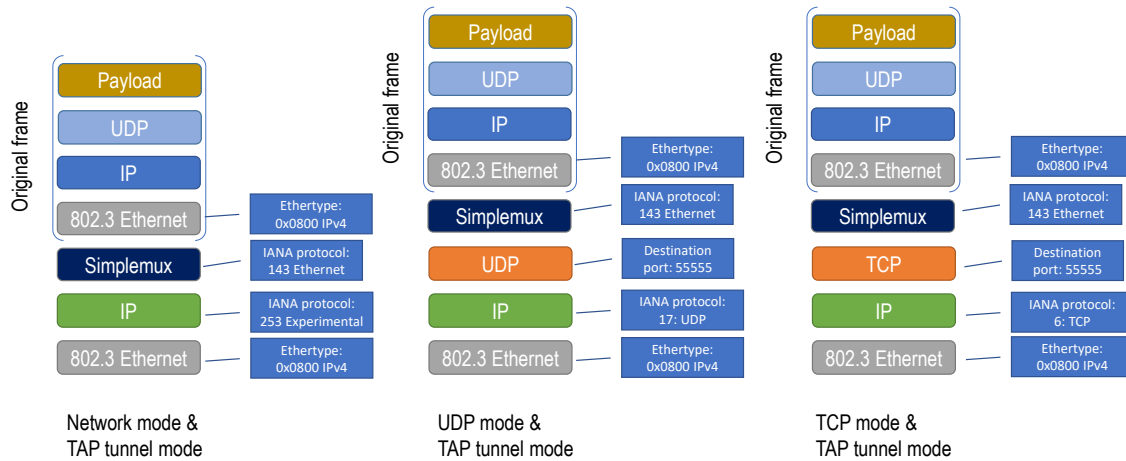 Original frame
Payload
UDP
IP
802.3 Ethernet
Simplemux
IP
802.3 Ethernet
Ethertype:
0x0800 IPv4
IANA protocol:
143 Ethernet
IANA protocol:
253 Experimental
Ethertype:
0x0800 IPv4
Network mode &
TAP tunnel mode
Original frame
Payload
UDP
IP
802.3 Ethernet
Simplemux
UDP
IP
802.3 Ethernet
Ethertype:
0x0800 IPv4
IANA protocol:
143 Ethernet
Destination
port: 55555
IANA protocol:
17: UDP
Ethertype:
0x0800 IPv4
UDP mode &
TAP tunnel mode
Original frame
Payload
UDP
IP
802.3 Ethernet
Simplemux
TCP
IP
802.3 Ethernet
Ethertype:
0x0800 IPv4
IANA protocol:
143 Ethernet
Destination
port: 55555
IANA protocol:
6: TCP
Ethertype:
0x0800 IPv4
TCP mode &
TAP tunnel mode